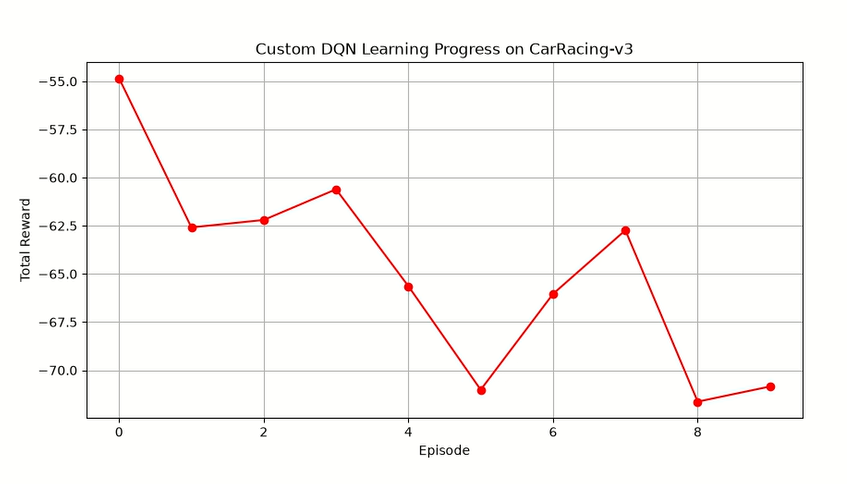 Custom DQN Learning Progress on CarRacing-v3
−55.0
−57.5
−60.0
−62.5
−65.0
−67.5
−70.0
Total Reward
0 2 4 6 8
Episode